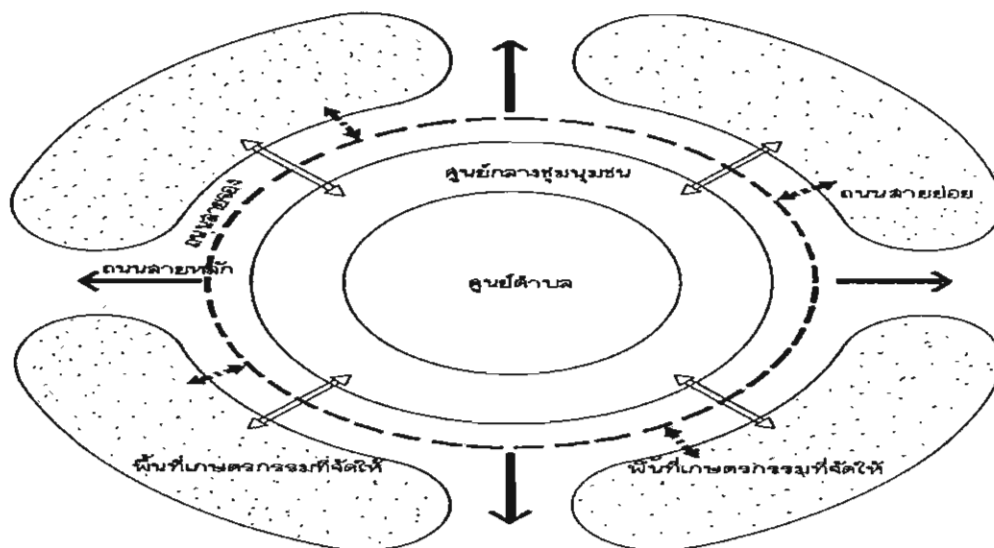 ศูนย์กลางชุมนุมชน
ถนนสายรอง
ถนนสายย่อย
ถนนสายหลัก
ศูนย์ตำบล
พื้นที่เกษตรกรรมที่จัดให้
พื้นที่เกษตรกรรมที่จัดให้